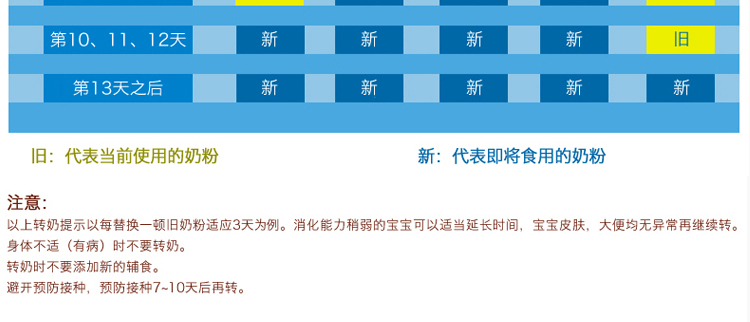 第10、11、12天 新 新 新 新 旧
第13天之后 新 新 新 新 新
旧：代表当前使用的奶粉 新：代表即将食用的奶粉
注意：
以上转奶提示以每替换一顿旧奶粉适应3天为例。消化能力稍弱的宝宝可以适当延长时间，宝宝皮肤，大便均无异常再继续转。
身体不适（有病）时不要转奶。
转奶时不要添加新的辅食。
避开预防接种，预防接种7~10天后再转。